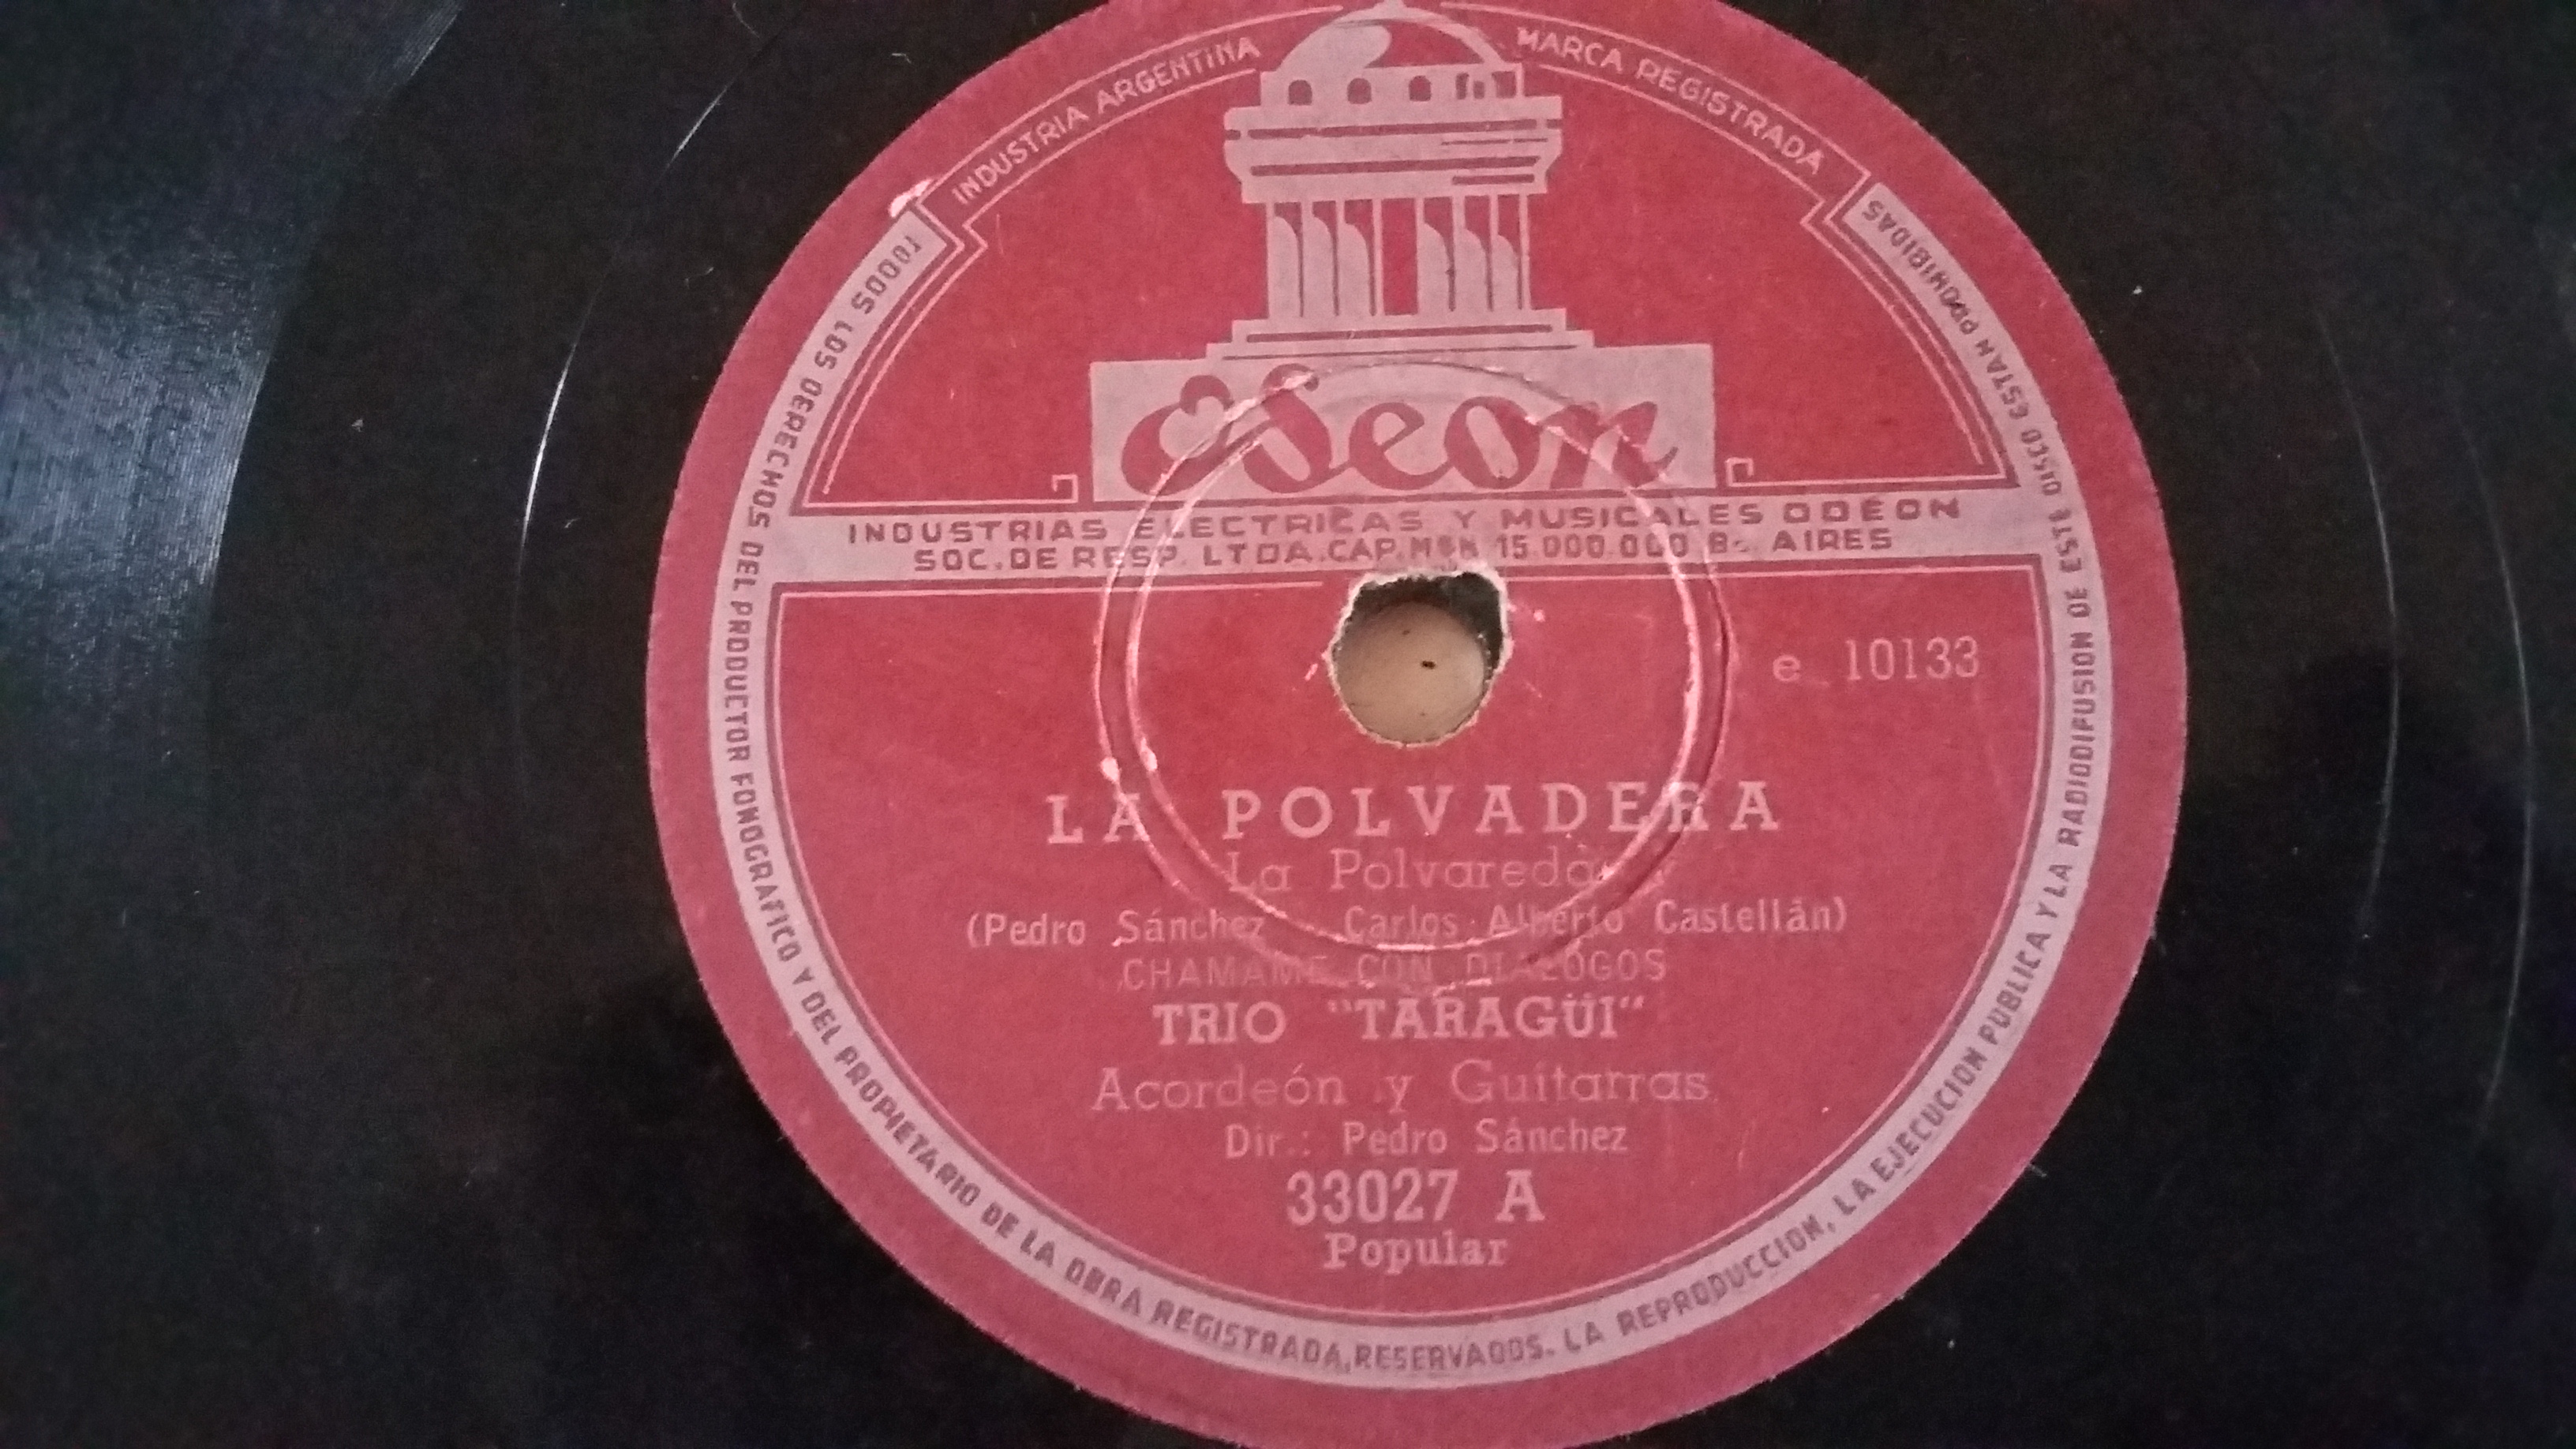 INDUSTRIA ARGENTINA
MARCA REGISTRADA
Odeon
INDUSTRIAS ELECTRICAS Y MUSICALES ODEON
SOC. DE RESP. LTDA. CAP. M$N 15.000.000 Bs. AIRES
e 10133
LA POLVADERA
La Polvareda
(Pedro Sánchez - Carlos Alberto Castellán)
CHAMAME CON DIALOGOS
TRIO "TARAGÜI"
Acordeón y Guitarras
Dir.: Pedro Sánchez
33027 A
Popular
TODOS LOS DERECHOS DEL PRODUCTOR FONOGRAFICO Y DEL PROPIETARIO DE LA OBRA REGISTRADA, RESERVADOS. LA REPRODUCCION, LA EJECUCION PUBLICA Y LA RADIODIFUSION DE ESTE DISCO ESTAN PROHIBIDAS